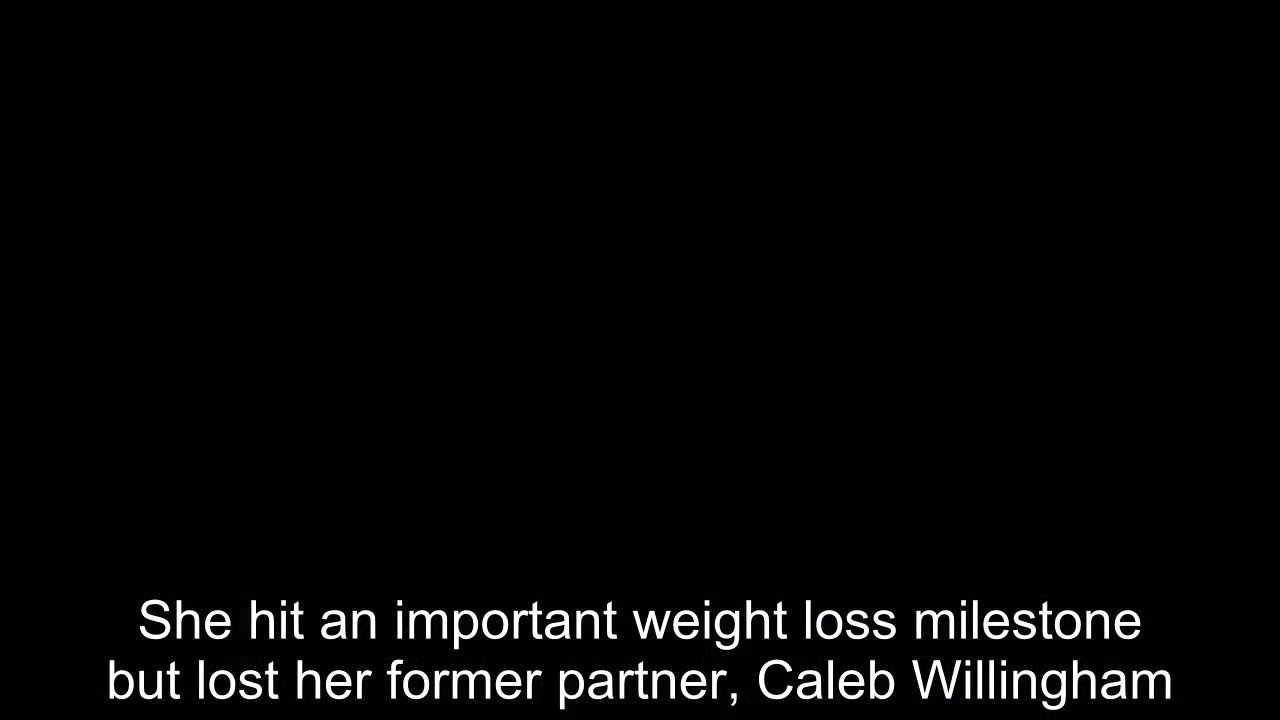 She hit an important weight loss milestone
but lost her former partner, Caleb Willingham